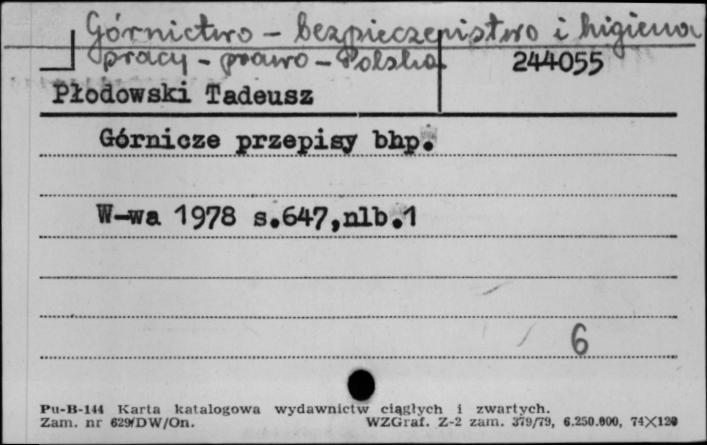 Górnictwo - bezpieczeństwo i higiena
pracy - prawo - Polska
244055
Płodowski Tadeusz
Górnicze przepisy bhp.
W-wa 1978 s.647,nlb.1
6
Pu-B-144 Karta katalogowa wydawnictw ciągłych i zwartych.
Zam. nr 629/DW/On. WZGraf. Z-2 zam. 379/79, 6.250.000, 74×120